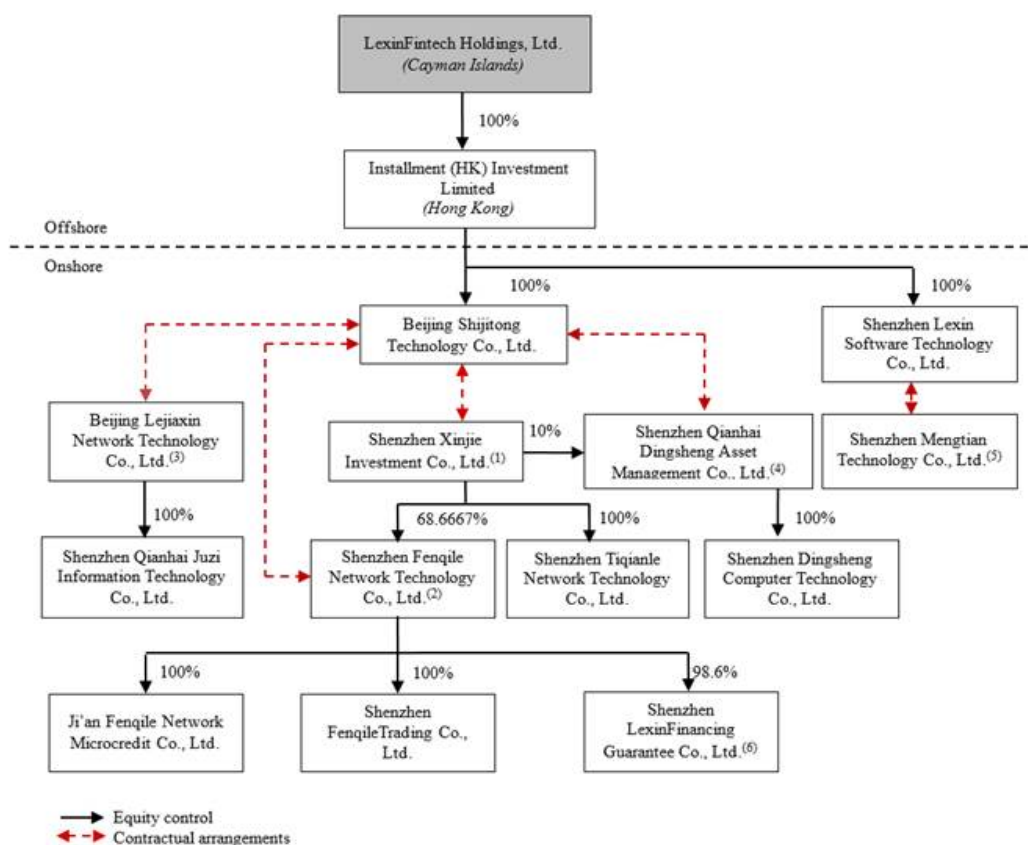 LexinFintech Holdings, Ltd.
(Cayman Islands)
100%
Installment (HK) Investment
Limited
(Hong Kong)
Offshore
Onshore
100%
100%
Beijing Shijitong
Technology Co., Ltd.
Shenzhen Lexin
Software Technology
Co., Ltd.
Beijing Lejiaxin
Network Technology
Co., Ltd.(3)
Shenzhen Xinjie
Investment Co., Ltd.(1)
10%
Shenzhen Qianhai
Dingsheng Asset
Management Co., Ltd.(4)
Shenzhen Mengtian
Technology Co., Ltd.(5)
100%
68.6667%
100%
100%
Shenzhen Qianhai Juzi
Information Technology
Co., Ltd.
Shenzhen Fenqile
Network Technology
Co., Ltd.(2)
Shenzhen Tiqianle
Network Technology
Co., Ltd.
Shenzhen Dingsheng
Computer Technology
Co., Ltd.
100%
100%
98.6%
Ji'an Fenqile Network
Microcredit Co., Ltd.
Shenzhen
FenqileTrading Co.,
Ltd.
Shenzhen
LexinFinancing
Guarantee Co., Ltd.(6)
Equity control
Contractual arrangements